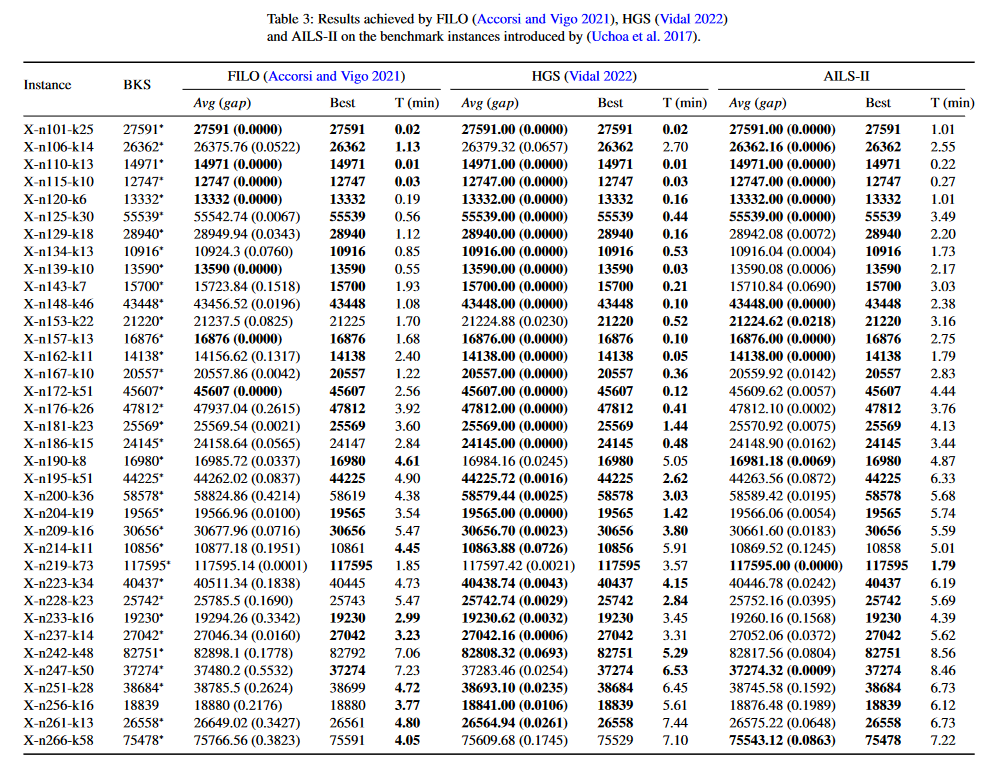 Table 3: Results achieved by FILO (Accorsi and Vigo 2021), HGS (Vidal 2022)
and AILS-II on the benchmark instances introduced by (Uchoa et al. 2017).
Instance BKS FILO (Accorsi and Vigo 2021) HGS (Vidal 2022) AILS-II
Avg (gap) Best T (min) Avg (gap) Best T (min) Avg (gap) Best T (min)
X-n101-k25 27591* 27591 (0.0000) 27591 0.02 27591.00 (0.0000) 27591 0.02 27591.00 (0.0000) 27591 1.01
X-n106-k14 26362* 26375.76 (0.0522) 26362 1.13 26379.32 (0.0657) 26362 2.70 26362.16 (0.0006) 26362 2.55
X-n110-k13 14971* 14971 (0.0000) 14971 0.01 14971.00 (0.0000) 14971 0.01 14971.00 (0.0000) 14971 0.22
X-n115-k10 12747* 12747 (0.0000) 12747 0.03 12747.00 (0.0000) 12747 0.03 12747.00 (0.0000) 12747 0.27
X-n120-k6 13332* 13332 (0.0000) 13332 0.19 13332.00 (0.0000) 13332 0.16 13332.00 (0.0000) 13332 1.01
X-n125-k30 55539* 55542.74 (0.0067) 55539 0.56 55539.00 (0.0000) 55539 0.44 55539.00 (0.0000) 55539 3.49
X-n129-k18 28940* 28949.94 (0.0343) 28940 1.12 28940.00 (0.0000) 28940 0.16 28942.08 (0.0072) 28940 2.20
X-n134-k13 10916* 10924.3 (0.0760) 10916 0.85 10916.00 (0.0000) 10916 0.53 10916.04 (0.0004) 10916 1.73
X-n139-k10 13590* 13590 (0.0000) 13590 0.55 13590.00 (0.0000) 13590 0.03 13590.08 (0.0006) 13590 2.17
X-n143-k7 15700* 15723.84 (0.1518) 15700 1.93 15700.00 (0.0000) 15700 0.21 15710.84 (0.0690) 15700 3.03
X-n148-k46 43448* 43456.52 (0.0196) 43448 1.08 43448.00 (0.0000) 43448 0.10 43448.00 (0.0000) 43448 2.38
X-n153-k22 21220* 21237.5 (0.0825) 21225 1.70 21224.88 (0.0230) 21220 0.52 21224.62 (0.0218) 21220 3.16
X-n157-k13 16876* 16876 (0.0000) 16876 1.68 16876.00 (0.0000) 16876 0.10 16876.00 (0.0000) 16876 2.75
X-n162-k11 14138* 14156.62 (0.1317) 14138 2.40 14138.00 (0.0000) 14138 0.05 14138.00 (0.0000) 14138 1.79
X-n167-k10 20557* 20557.86 (0.0042) 20557 1.22 20557.00 (0.0000) 20557 0.36 20559.92 (0.0142) 20557 2.83
X-n172-k51 45607* 45607 (0.0000) 45607 2.56 45607.00 (0.0000) 45607 0.12 45609.62 (0.0057) 45607 4.44
X-n176-k26 47812* 47937.04 (0.2615) 47812 3.92 47812.00 (0.0000) 47812 0.41 47812.10 (0.0002) 47812 3.76
X-n181-k23 25569* 25569.54 (0.0021) 25569 3.60 25569.00 (0.0000) 25569 1.44 25570.92 (0.0075) 25569 4.13
X-n186-k15 24145* 24158.64 (0.0565) 24147 2.84 24145.00 (0.0000) 24145 0.48 24148.90 (0.0162) 24145 3.44
X-n190-k8 16980* 16985.72 (0.0337) 16980 4.61 16984.16 (0.0245) 16980 5.05 16981.18 (0.0069) 16980 4.87
X-n195-k51 44225* 44262.02 (0.0837) 44225 4.90 44225.72 (0.0016) 44225 2.62 44263.56 (0.0872) 44225 6.33
X-n200-k36 58578* 58824.86 (0.4214) 58619 4.38 58579.44 (0.0025) 58578 3.03 58589.42 (0.0195) 58578 5.68
X-n204-k19 19565* 19566.96 (0.0100) 19565 3.54 19565.00 (0.0000) 19565 1.42 19566.06 (0.0054) 19565 5.74
X-n209-k16 30656* 30677.96 (0.0716) 30656 5.47 30656.70 (0.0023) 30656 3.80 30661.60 (0.0183) 30656 5.59
X-n214-k11 10856* 10877.18 (0.1951) 10861 4.45 10863.88 (0.0726) 10856 5.91 10869.52 (0.1245) 10858 5.01
X-n219-k73 117595* 117595.14 (0.0001) 117595 1.85 117597.42 (0.0021) 117595 3.57 117595.00 (0.0000) 117595 1.79
X-n223-k34 40437* 40511.34 (0.1838) 40445 4.73 40438.74 (0.0043) 40437 4.15 40446.78 (0.0242) 40437 6.19
X-n228-k23 25742* 25785.5 (0.1690) 25743 5.47 25742.74 (0.0029) 25742 2.84 25752.16 (0.0395) 25742 5.69
X-n233-k16 19230* 19294.26 (0.3342) 19230 2.99 19230.62 (0.0032) 19230 3.45 19260.16 (0.1568) 19230 4.39
X-n237-k14 27042* 27046.34 (0.0160) 27042 3.23 27042.16 (0.0006) 27042 3.31 27052.06 (0.0372) 27042 5.62
X-n242-k48 82751* 82898.1 (0.1778) 82792 7.06 82808.32 (0.0693) 82751 5.29 82817.56 (0.0804) 82751 8.56
X-n247-k50 37274* 37480.2 (0.5532) 37274 7.23 37283.46 (0.0254) 37274 6.53 37274.32 (0.0009) 37274 8.46
X-n251-k28 38684* 38785.5 (0.2624) 38699 4.72 38693.10 (0.0235) 38684 6.45 38745.58 (0.1592) 38684 6.73
X-n256-k16 18839 18880 (0.2176) 18880 3.77 18841.00 (0.0106) 18839 5.61 18876.48 (0.1989) 18839 6.12
X-n261-k13 26558* 26649.02 (0.3427) 26561 4.80 26564.94 (0.0261) 26558 7.44 26575.22 (0.0648) 26558 6.73
X-n266-k58 75478* 75766.56 (0.3823) 75591 4.05 75609.68 (0.1745) 75529 7.10 75543.12 (0.0863) 75478 7.22